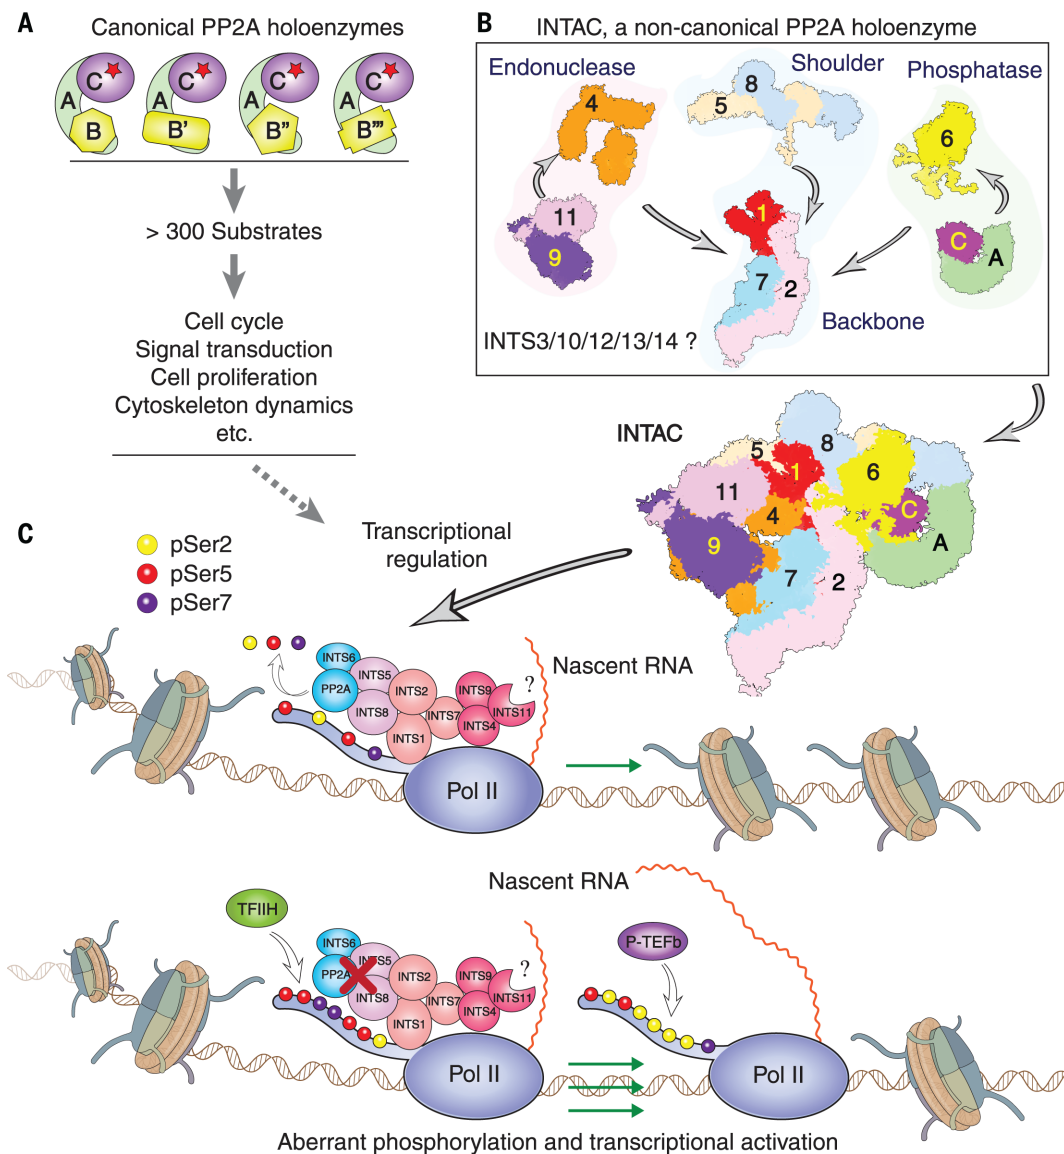 A
Canonical PP2A holoenzymes
C
A
B
C
A
B'
C
A
B''
C
A
B'''
> 300 Substrates
Cell cycle
Signal transduction
Cell proliferation
Cytoskeleton dynamics
etc.
B
INTAC, a non-canonical PP2A holoenzyme
Endonuclease
Shoulder
Phosphatase
4
8
5
6
11
9
1
7
2
C
A
Backbone
INTS3/10/12/13/14 ?
INTAC
5
8
1
6
11
4
C
9
7
2
A
C
Transcriptional
regulation
pSer2
pSer5
pSer7
Nascent RNA
INTS6
PP2A
INTS5
INTS8
INTS2
INTS1
INTS7
INTS9
INTS4
INTS11
?
Pol II
Nascent RNA
TFIIH
P-TEFb
INTS6
PP2A
INTS5
INTS8
INTS2
INTS1
INTS7
INTS9
INTS4
INTS11
?
Pol II
Pol II
Aberrant phosphorylation and transcriptional activation